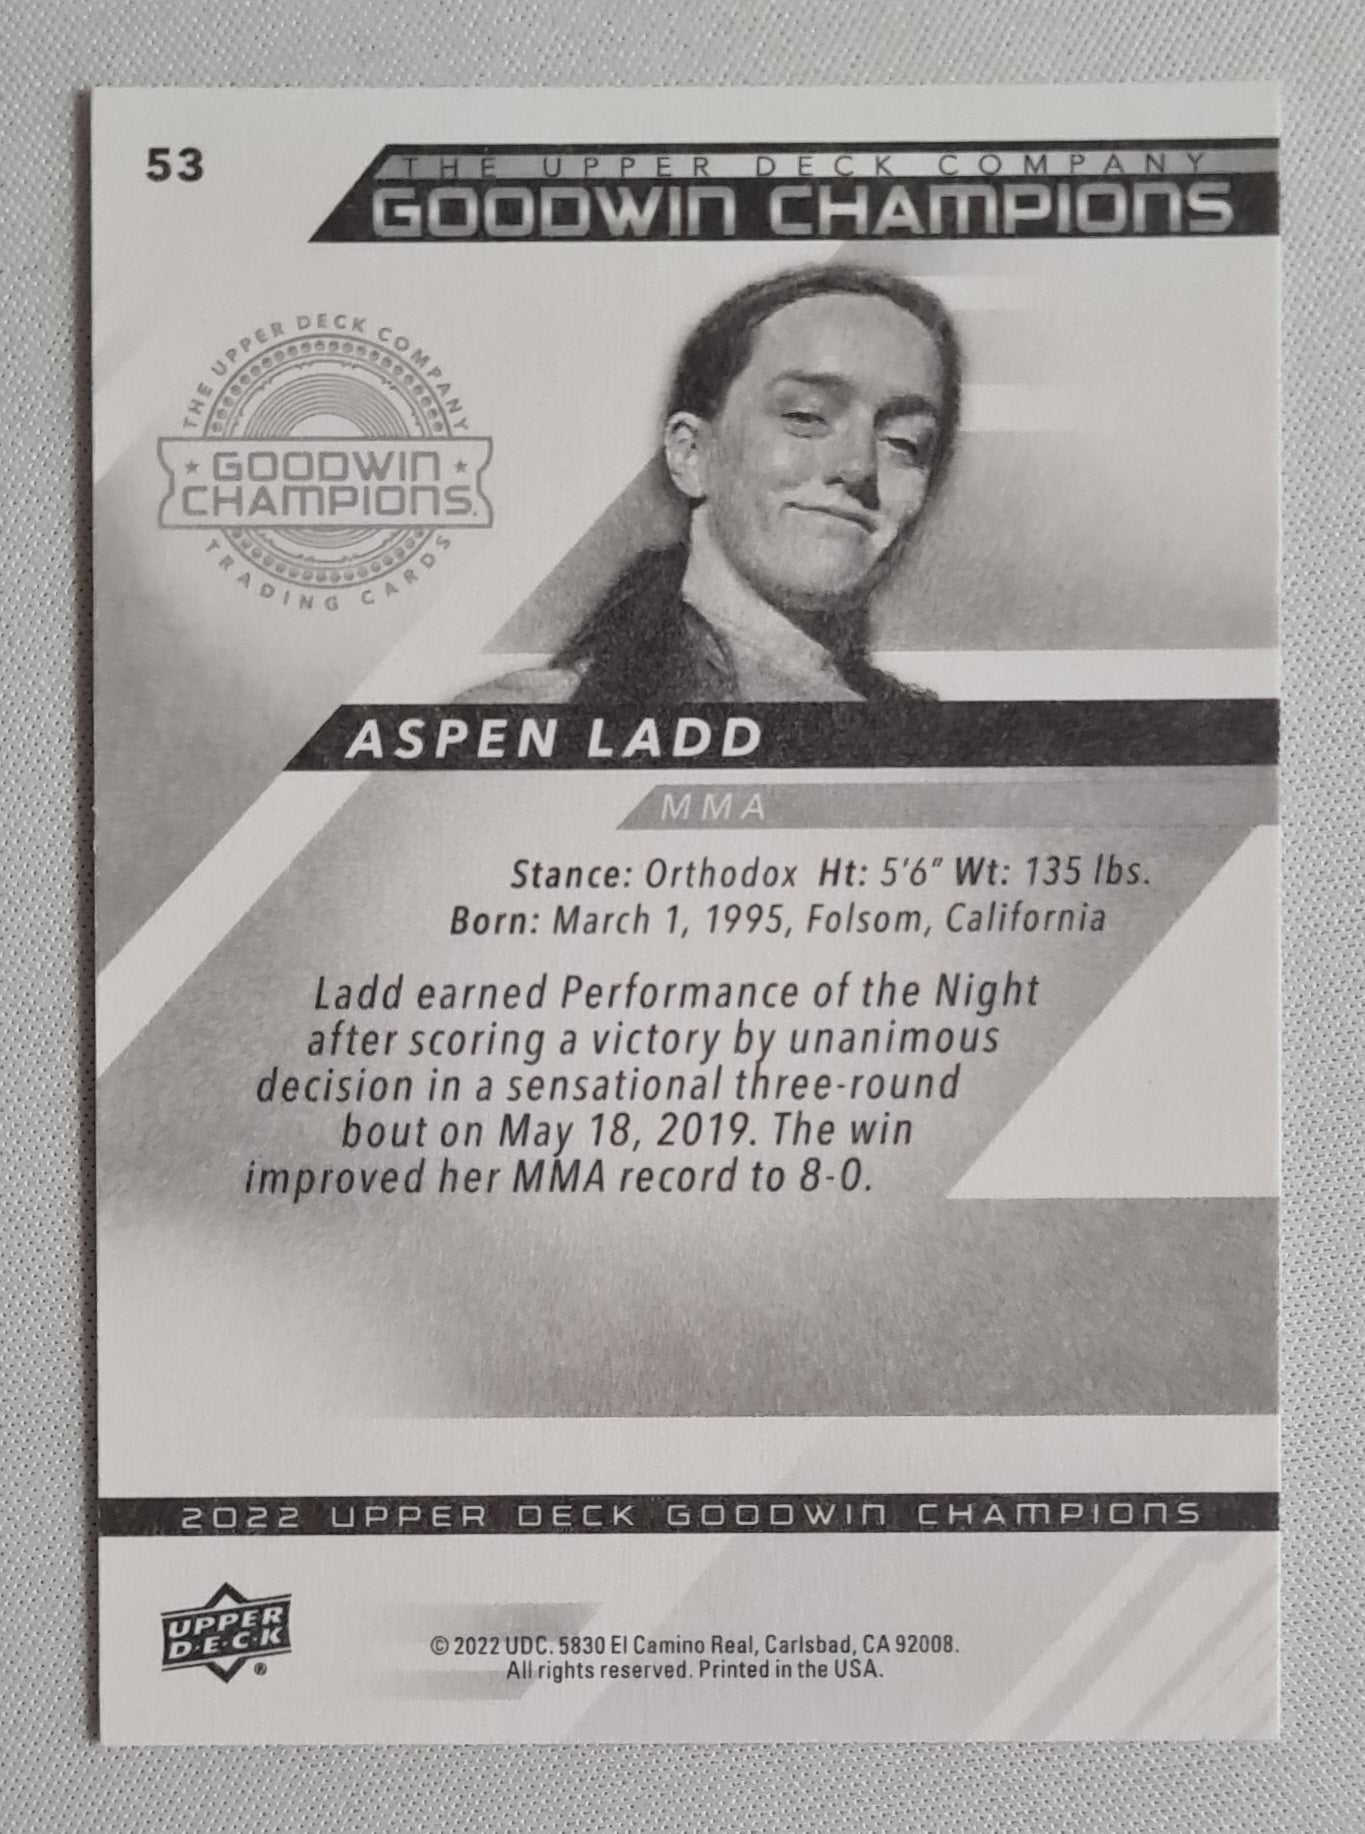 53
THE UPPER DECK COMPANY
GOODWIN CHAMPIONS
THE UPPER DECK COMPANY
★ GOODWIN ★
CHAMPIONS.
TRADING CARDS
ASPEN LADD
MMA
Stance: Orthodox Ht: 5'6" Wt: 135 lbs.
Born: March 1, 1995, Folsom, California
Ladd earned Performance of the Night
after scoring a victory by unanimous
decision in a sensational three-round
bout on May 18, 2019. The win
improved her MMA record to 8-0.
2022 UPPER DECK GOODWIN CHAMPIONS
UPPER
D·E·C·K
®
© 2022 UDC. 5830 El Camino Real, Carlsbad, CA 92008.
All rights reserved. Printed in the USA.